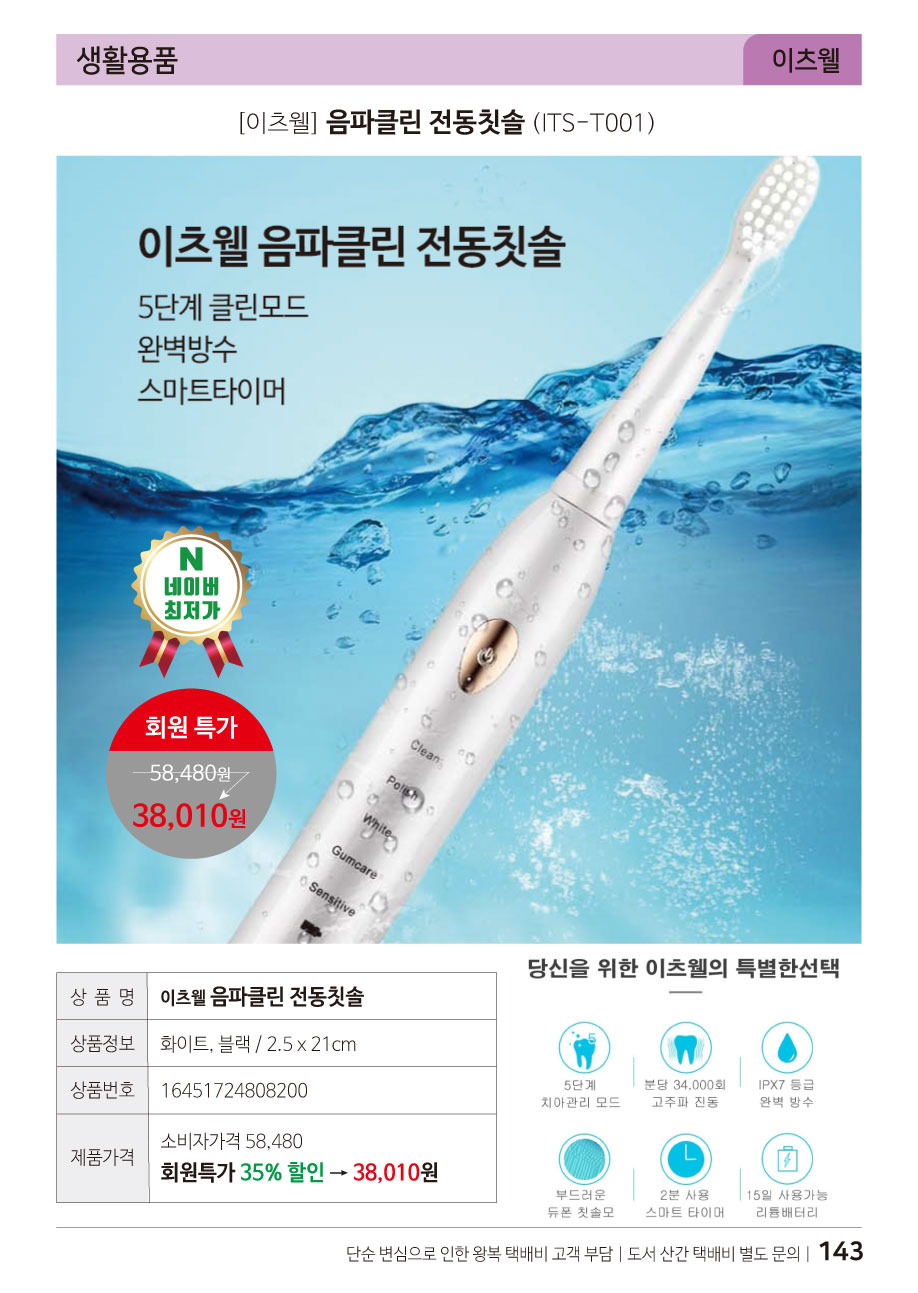 생활용품
이츠웰
[이츠웰] 음파클린 전동칫솔 (ITS-T001)
이츠웰 음파클린 전동칫솔
5단계 클린모드
완벽방수
스마트타이머
N
네이버
최저가
회원 특가
58,480원
38,010원
Clean
Polish
White
Gumcare
Sensitive
당신을 위한 이츠웰의 특별한선택
상 품 명
이츠웰 음파클린 전동칫솔
상품정보
화이트, 블랙 / 2.5 x 21cm
상품번호
16451724808200
제품가격
소비자가격 58,480
회원특가 35% 할인 → 38,010원
5
5단계
치아관리 모드
분당 34,000회
고주파 진동
IPX7 등급
완벽 방수
부드러운
듀폰 칫솔모
2분 사용
스마트 타이머
15일 사용가능
리튬배터리
단순 변심으로 인한 왕복 택배비 고객 부담 | 도서 산간 택배비 별도 문의 | 143